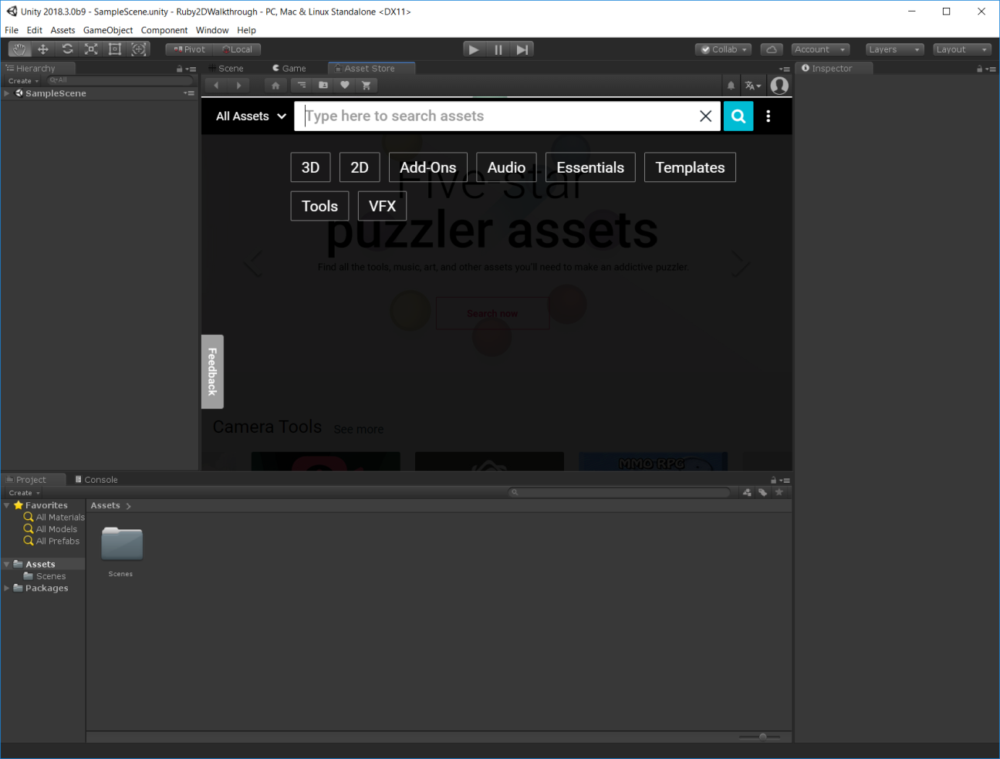 Unity 2018.3.0b9 - SampleScene.unity - Ruby2DWalkthrough - PC, Mac & Linux Standalone <DX11>
File Edit Assets GameObject Component Window Help
Pivot Local Collab Account Layers Layout
Hierarchy Scene Game Asset Store Inspector
Create All
SampleScene
All Assets Type here to search assets
3D 2D Add-Ons Audio Essentials Templates
Five-star
Tools VFX
puzzler assets
Find all the tools, music, art, and other assets you'll need to make an addictive puzzler.
Search now
Feedback
Camera Tools See more
MMO RPG
Project Console
Create
Favorites Assets
All Materials
All Models
All Prefabs
Assets
Scenes Scenes
Packages